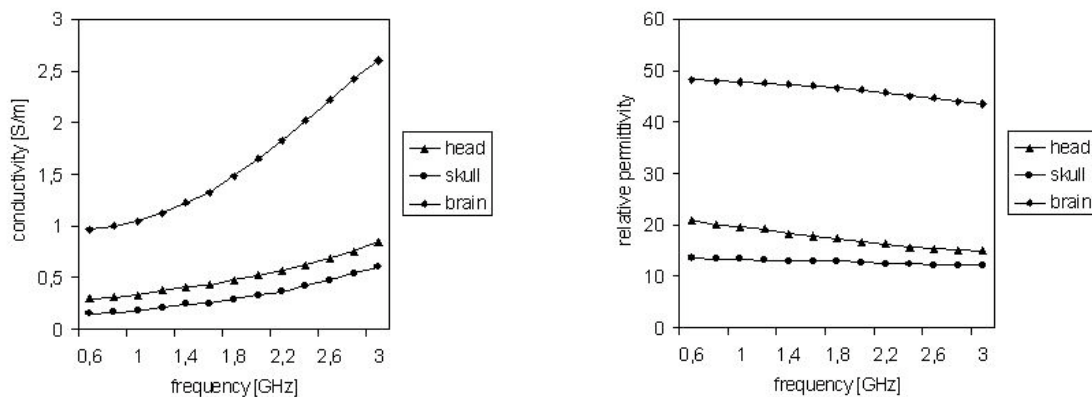 3
2,5
2
1,5
1
0,5
0
conductivity [S/m]
0,6 1 1,4 1,8 2,2 2,6 3
frequency [GHz]
head
skull
brain
60
50
40
30
20
10
0
relative permittivity
0,6 1 1,4 1,8 2,2 2,6 3
frequency [GHz]
head
skull
brain